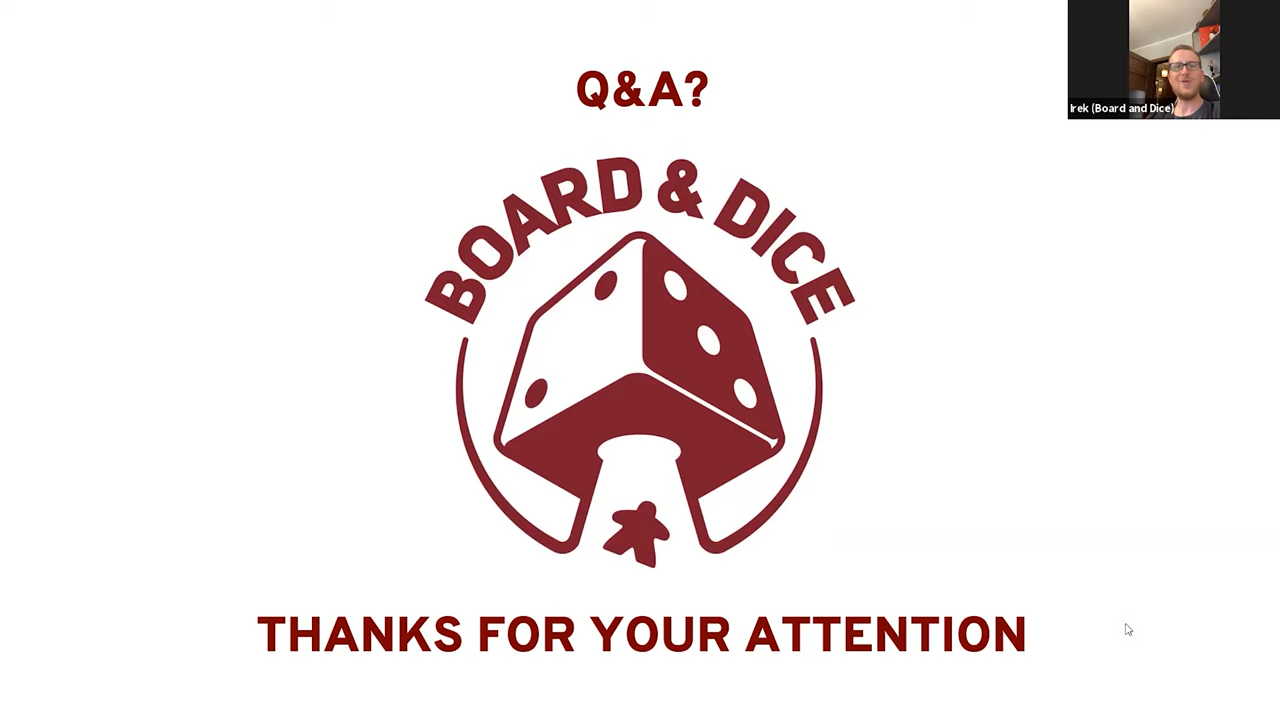 Q&A?
Irek (Board and Dice)
BOARD & DICE
THANKS FOR YOUR ATTENTION